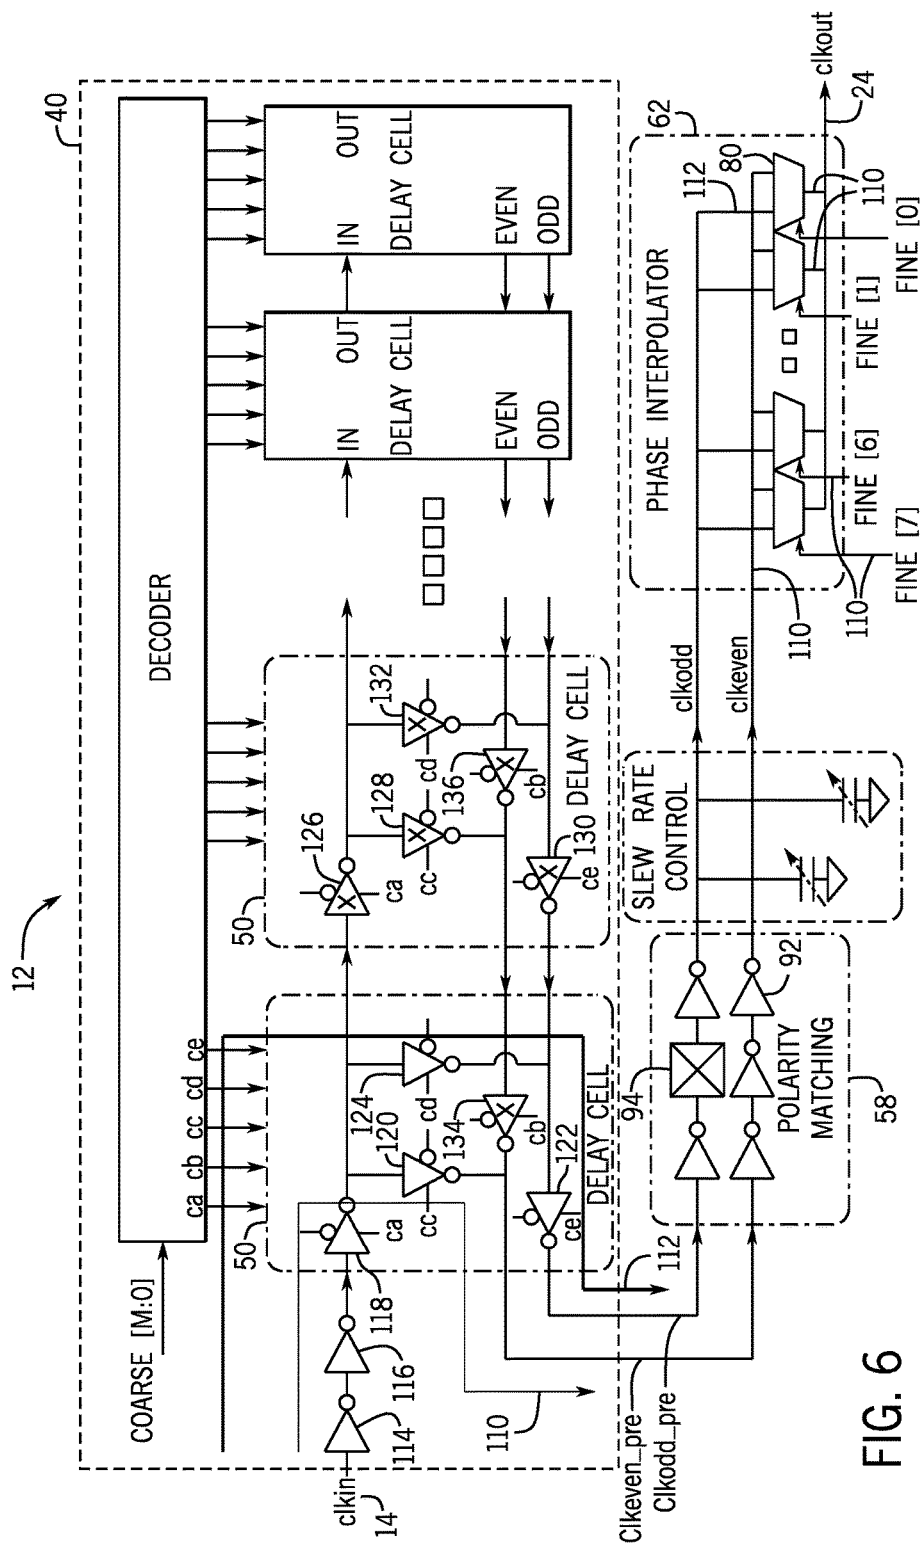 12
40
DECODER
COARSE [M:O]
ca cb cc cd ce
50
50
IN OUT
DELAY CELL
EVEN
ODD
IN OUT
DELAY CELL
EVEN
ODD
clkin
14
114
116
118
ca
120
cc
124
cd
134
cb
122
ce
DELAY CELL
126
ca
128
cc
132
cd
136
cb
130
ce
DELAY CELL
110
112
Clkeven_pre
Clkodd_pre
94
92
POLARITY
MATCHING
58
SLEW RATE
CONTROL
clkodd
clkeven
110
PHASE INTERPOLATOR
62
112
80
110
110
FINE [7]
FINE [6]
FINE [1]
FINE [0]
clkout
24
FIG. 6